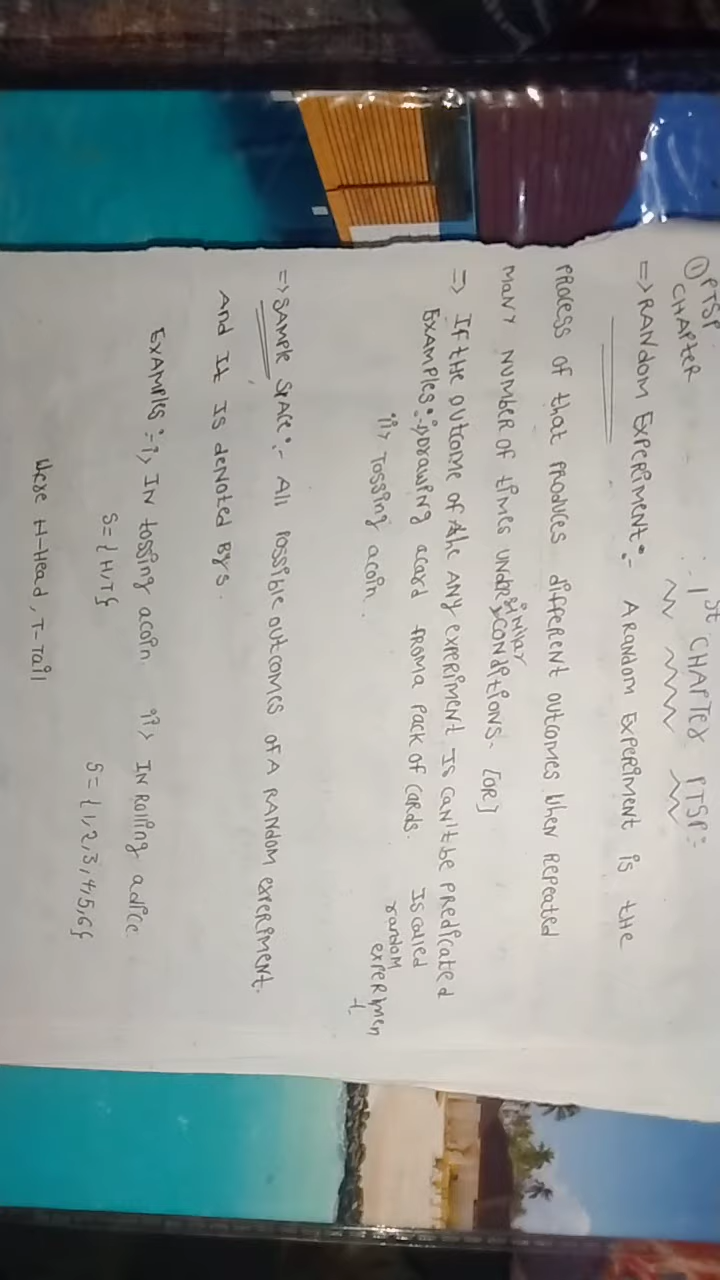 ① PTSP
CHAPTER
1st CHAPTER PTSP:-
=> RANDOM EXPERIMENT:- A RANDOM EXPERIMENT is the
PROCESS of that PRODUCES different outcomes when REPEATED
MANY NUMBER of times UNDER similar CONDITIONS. [OR]
=> If the outcome of the ANY EXPERIMENT Is CAN'T be PREDICATED
Is called
random
experimen
t.
EXAMPLES:- i> DRAWING acard from a Pack of Cards.
ii> Tossing acoin.
=> SAMPLE SPACE:- All Possible outcomes of A RANDOM EXPERIMENT.
And It Is deNoted By S.
EXAMPLES:- i> IN tossing acoin. ii> IN Rolling a dice
S={H,T} S={1,2,3,4,5,6}
Here H-Head, T-Tail